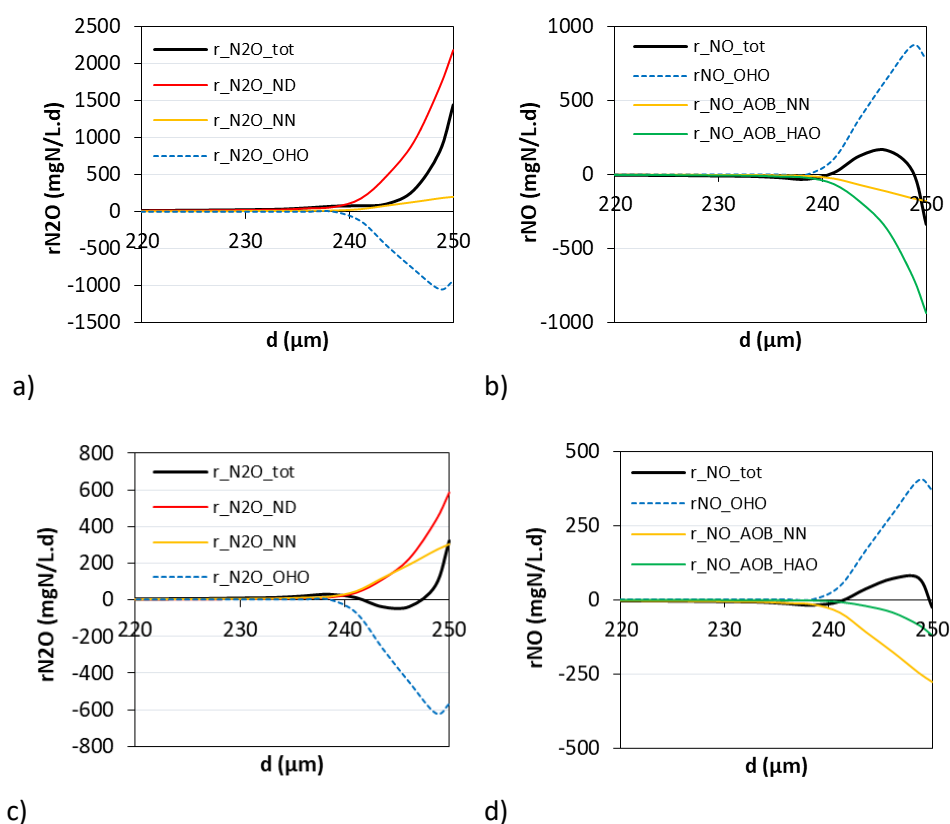 2500
2000
1500
1000
500
0
-500
-1000
-1500
rN2O (mgN/L.d)
r_N2O_tot
r_N2O_ND
r_N2O_NN
r_N2O_OHO
220 230 240 250
d (µm)
a)
1000
500
0
-500
-1000
rNO (mgN/L.d)
r_NO_tot
rNO_OHO
r_NO_AOB_NN
r_NO_AOB_HAO
220 230 240 250
d (µm)
b)
800
600
400
200
0
-200
-400
-600
-800
rN2O (mgN/L.d)
r_N2O_tot
r_N2O_ND
r_N2O_NN
r_N2O_OHO
220 230 240 250
d (µm)
c)
500
250
0
-250
-500
rNO (mgN/L.d)
r_NO_tot
rNO_OHO
r_NO_AOB_NN
r_NO_AOB_HAO
220 230 240 250
d (µm)
d)